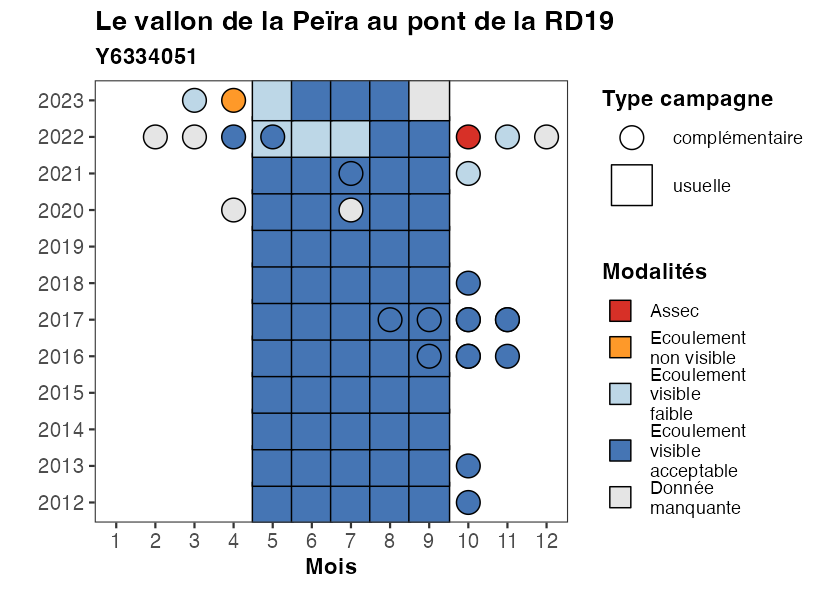 Le vallon de la Peïra au pont de la RD19
Y6334051
2023
2022
2021
2020
2019
2018
2017
2016
2015
2014
2013
2012
1 2 3 4 5 6 7 8 9 10 11 12
Mois
Type campagne
complémentaire
usuelle
Modalités
Assec
Ecoulement
non visible
Ecoulement
visible
faible
Ecoulement
visible
acceptable
Donnée
manquante